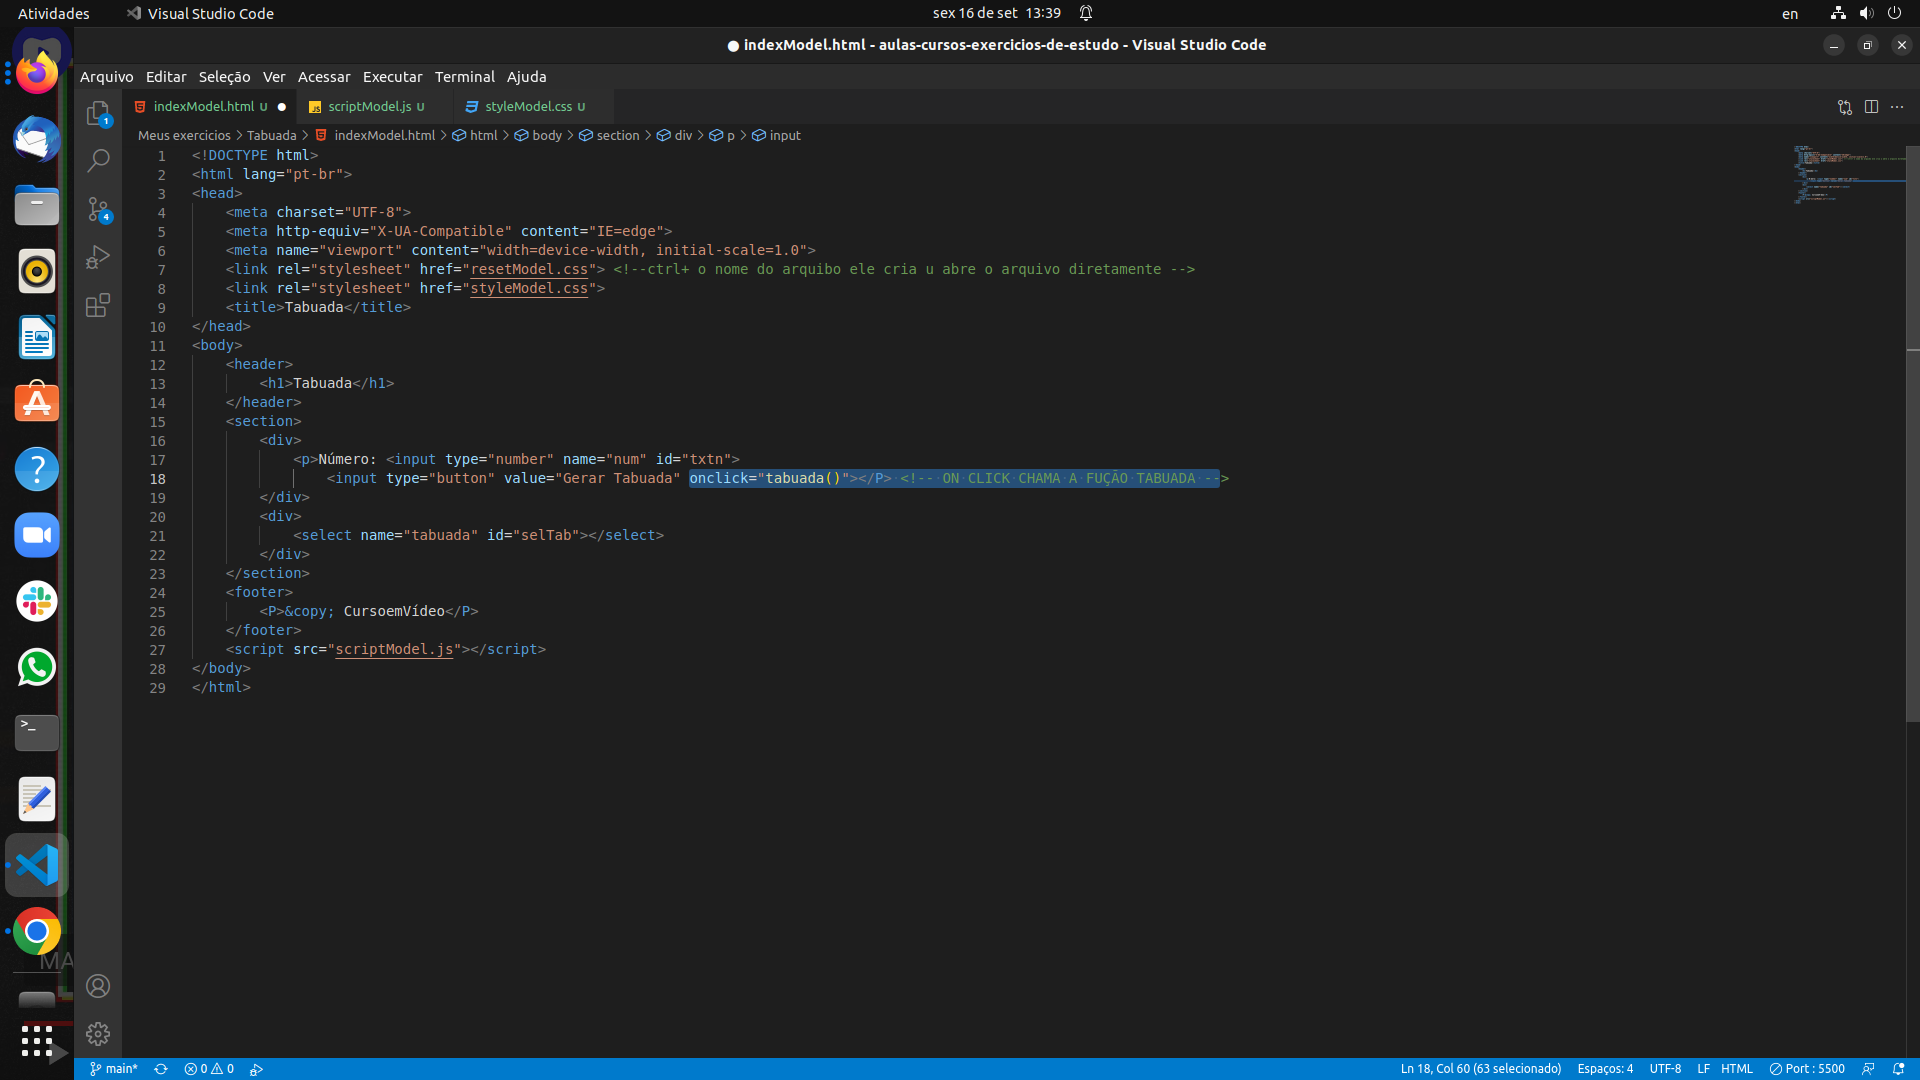 Atividades Visual Studio Code sex 16 de set 13:39 en
● indexModel.html - aulas-cursos-exercicios-de-estudo - Visual Studio Code
Arquivo Editar Seleção Ver Acessar Executar Terminal Ajuda
indexModel.html U ● JS scriptModel.js U styleModel.css U
Meus exercicios > Tabuada > indexModel.html > html > body > section > div > p > input
1 <!DOCTYPE html>
2 <html lang="pt-br">
3 <head>
4 <meta charset="UTF-8">
5 <meta http-equiv="X-UA-Compatible" content="IE=edge">
6 <meta name="viewport" content="width=device-width, initial-scale=1.0">
7 <link rel="stylesheet" href="resetModel.css"> <!--ctrl+ o nome do arquibo ele cria u abre o arquivo diretamente -->
8 <link rel="stylesheet" href="styleModel.css">
9 <title>Tabuada</title>
10 </head>
11 <body>
12 <header>
13 <h1>Tabuada</h1>
14 </header>
15 <section>
16 <div>
17 <p>Número: <input type="number" name="num" id="txtn">
18 <input type="button" value="Gerar Tabuada" onclick="tabuada()"></P> <!-- ON CLICK CHAMA A FUÇÃO TABUADA -->
19 </div>
20 <div>
21 <select name="tabuada" id="selTab"></select>
22 </div>
23 </section>
24 <footer>
25 <P>&copy; CursoemVídeo</P>
26 </footer>
27 <script src="scriptModel.js"></script>
28 </body>
29 </html>
1
4
MA
main* 0 0 Ln 18, Col 60 (63 selecionado) Espaços: 4 UTF-8 LF HTML Port : 5500